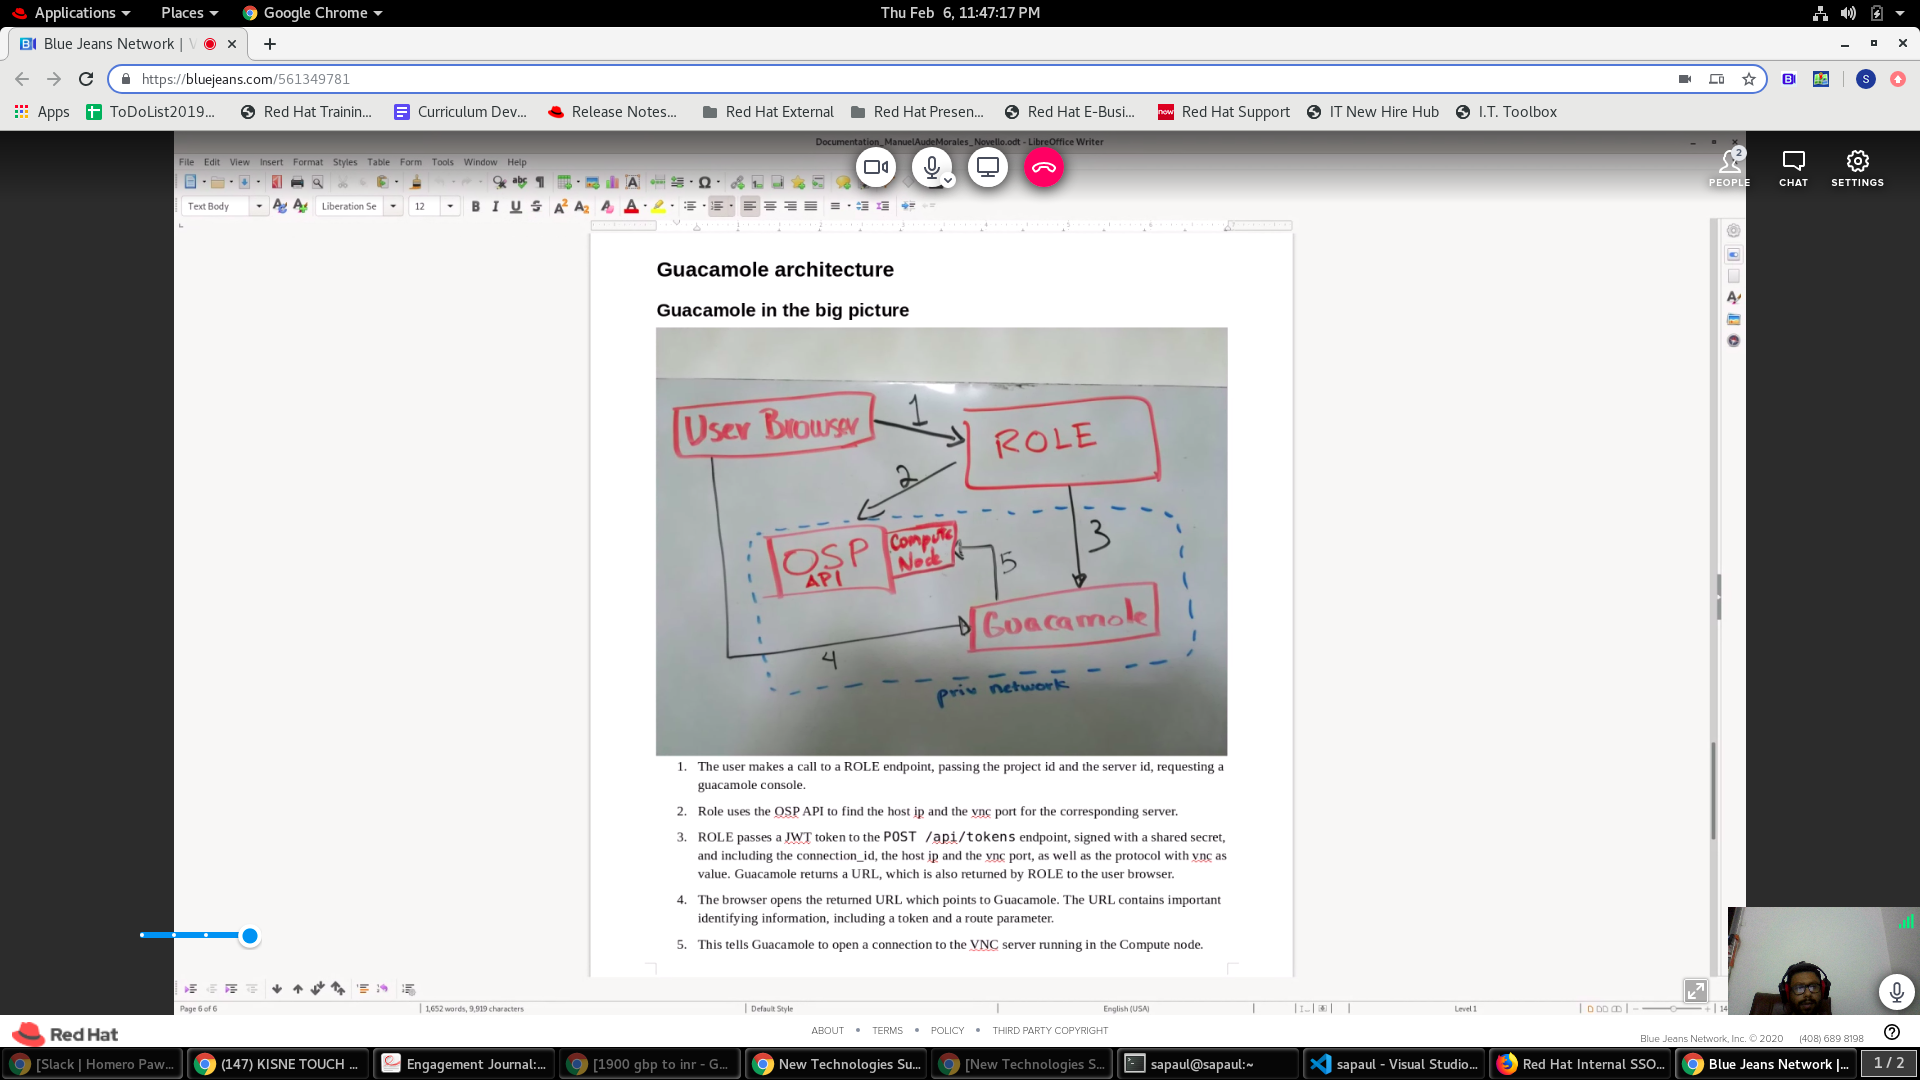 Applications Places Google Chrome Thu Feb 6, 11:47:17 PM
Blue Jeans Network |
https://bluejeans.com/561349781
Apps ToDoList2019... Red Hat Trainin... Curriculum Dev... Release Notes... Red Hat External Red Hat Presen... Red Hat E-Busi... Red Hat Support IT New Hire Hub I.T. Toolbox
Documentation_ManuelAudeMorales_Novello.odt - LibreOffice Writer
File Edit View Insert Format Styles Table Form Tools Window Help
2
PEOPLE CHAT SETTINGS
Text Body Liberation Se 12
Guacamole architecture
Guacamole in the big picture
User Browser 1 ROLE
2
3
OSP API Compute Node 5
Guacamole
4
priv network
1. The user makes a call to a ROLE endpoint, passing the project id and the server id, requesting a
guacamole console.
2. Role uses the OSP API to find the host ip and the vnc port for the corresponding server.
3. ROLE passes a JWT token to the POST /api/tokens endpoint, signed with a shared secret,
and including the connection_id, the host ip and the vnc port, as well as the protocol with vnc as
value. Guacamole returns a URL, which is also returned by ROLE to the user browser.
4. The browser opens the returned URL which points to Guacamole. The URL contains important
identifying information, including a token and a route parameter.
5. This tells Guacamole to open a connection to the VNC server running in the Compute node.
Page 6 of 6 1,652 words, 9,919 characters Default Style English (USA) Level 1
Red Hat ABOUT • TERMS • POLICY • THIRD PARTY COPYRIGHT
Blue Jeans Network, Inc. © 2020 (408) 689 8198
[Slack | Homero Paw... (147) KISNE TOUCH ... Engagement Journal:... [1900 gbp to inr - G... New Technologies Su... [New Technologies S... sapaul@sapaul:~ sapaul - Visual Studio... Red Hat Internal SSO... Blue Jeans Network |... 1 / 2